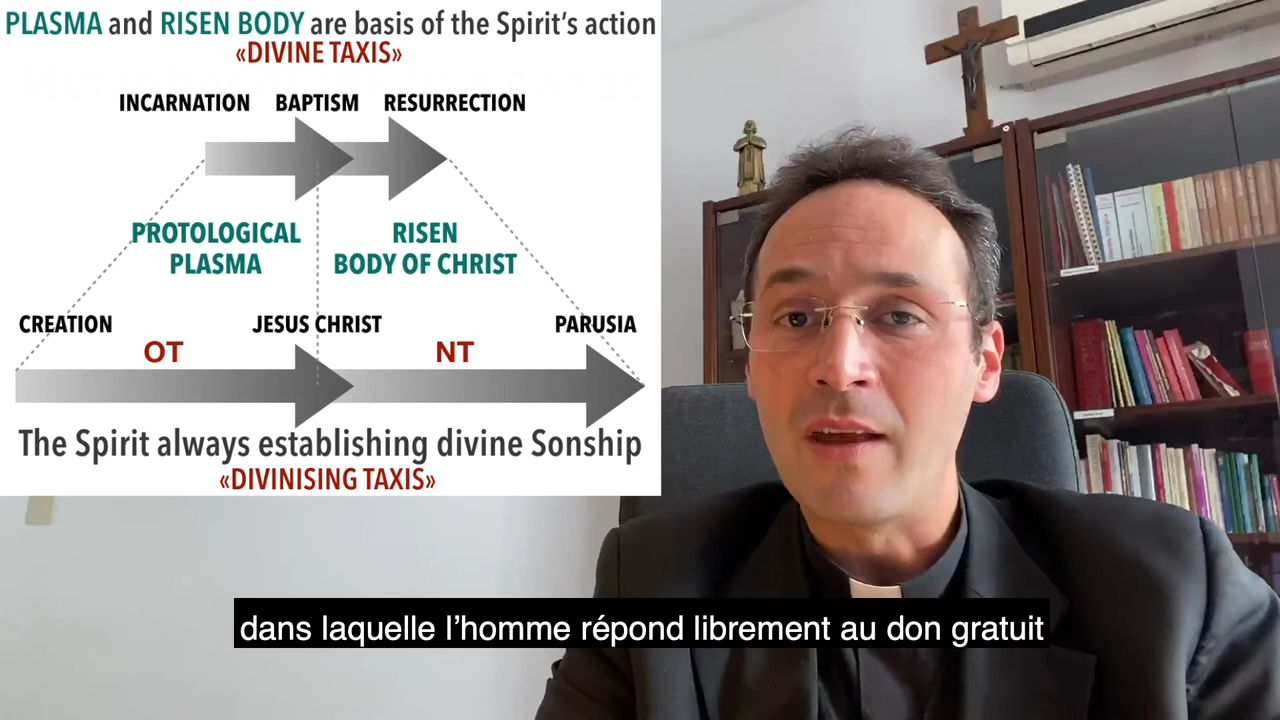 PLASMA and RISEN BODY are basis of the Spirit's action
«DIVINE TAXIS»
INCARNATION BAPTISM RESURRECTION
PROTOLOGICAL
PLASMA
RISEN
BODY OF CHRIST
CREATION JESUS CHRIST PARUSIA
OT NT
The Spirit always establishing divine Sonship
«DIVINISING TAXIS»
dans laquelle l'homme répond librement au don gratuit